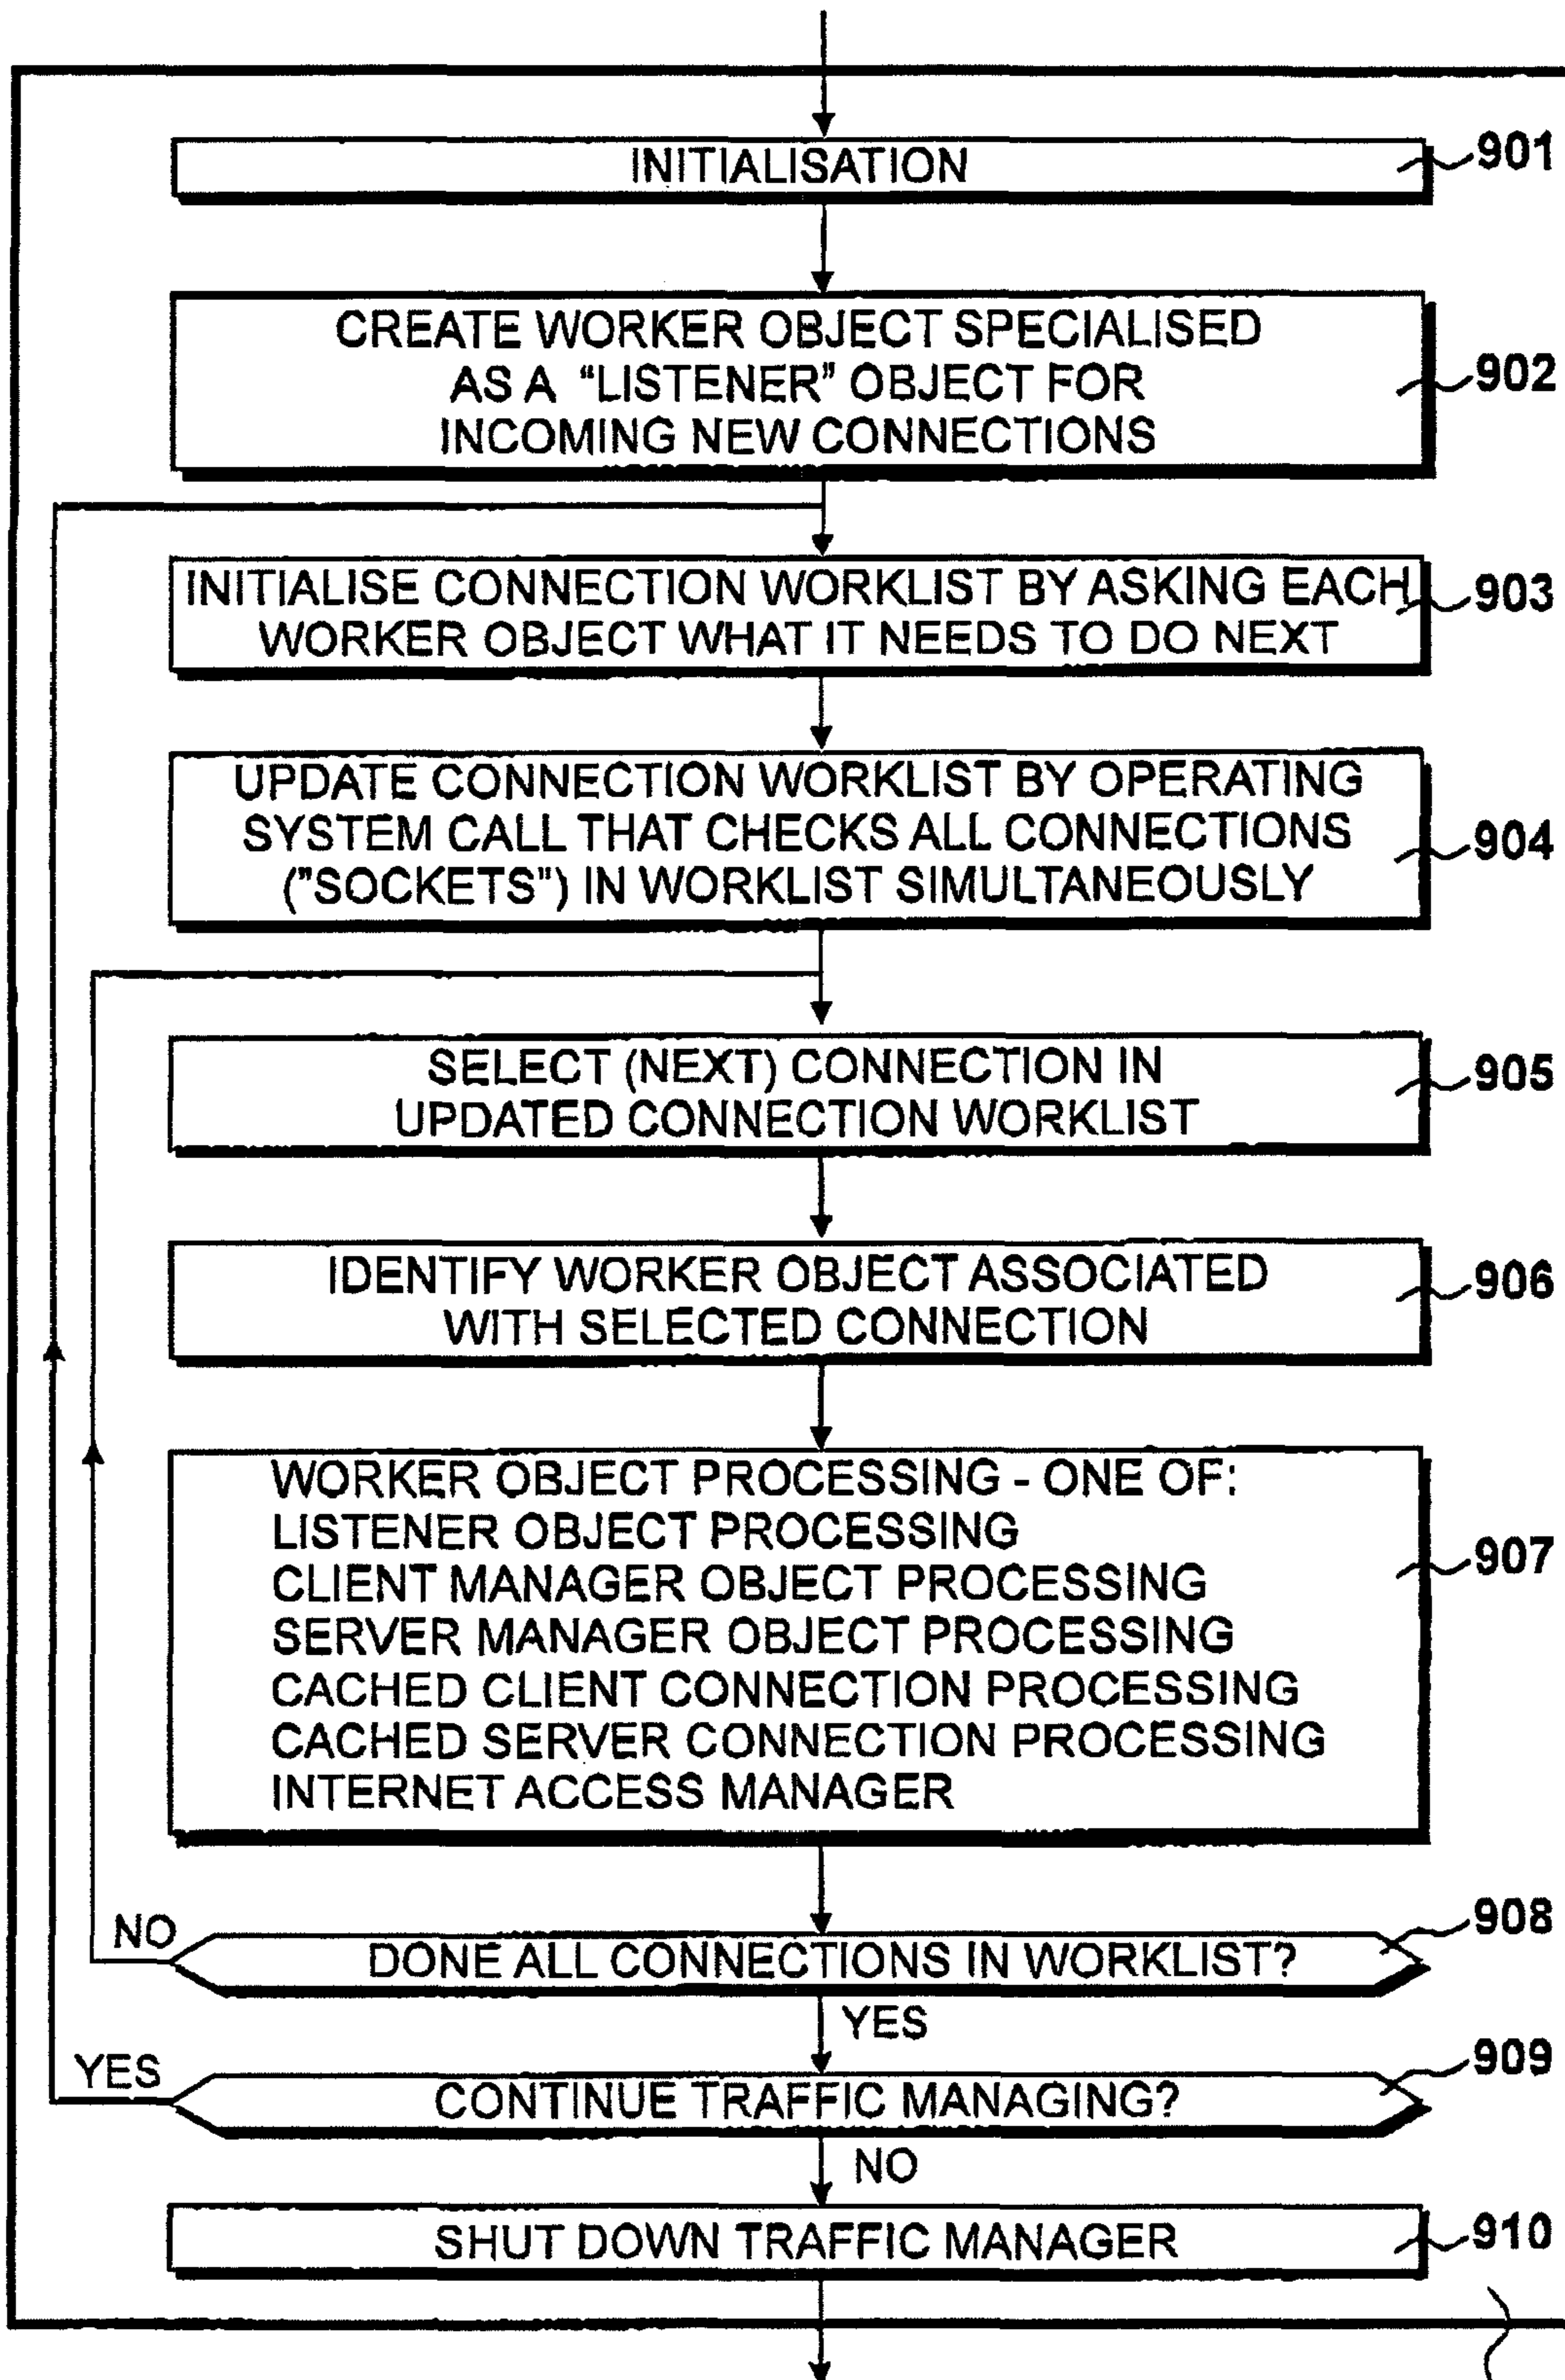 INITIALISATION
901
CREATE WORKER OBJECT SPECIALISED
AS A “LISTENER” OBJECT FOR
INCOMING NEW CONNECTIONS
902
INITIALISE CONNECTION WORKLIST BY ASKING EACH
WORKER OBJECT WHAT IT NEEDS TO DO NEXT
903
UPDATE CONNECTION WORKLIST BY OPERATING
SYSTEM CALL THAT CHECKS ALL CONNECTIONS
("SOCKETS") IN WORKLIST SIMULTANEOUSLY
904
SELECT (NEXT) CONNECTION IN
UPDATED CONNECTION WORKLIST
905
IDENTIFY WORKER OBJECT ASSOCIATED
WITH SELECTED CONNECTION
906
WORKER OBJECT PROCESSING - ONE OF:
LISTENER OBJECT PROCESSING
CLIENT MANAGER OBJECT PROCESSING
SERVER MANAGER OBJECT PROCESSING
CACHED CLIENT CONNECTION PROCESSING
CACHED SERVER CONNECTION PROCESSING
INTERNET ACCESS MANAGER
907
NO
DONE ALL CONNECTIONS IN WORKLIST?
908
YES
YES
CONTINUE TRAFFIC MANAGING?
909
NO
SHUT DOWN TRAFFIC MANAGER
910